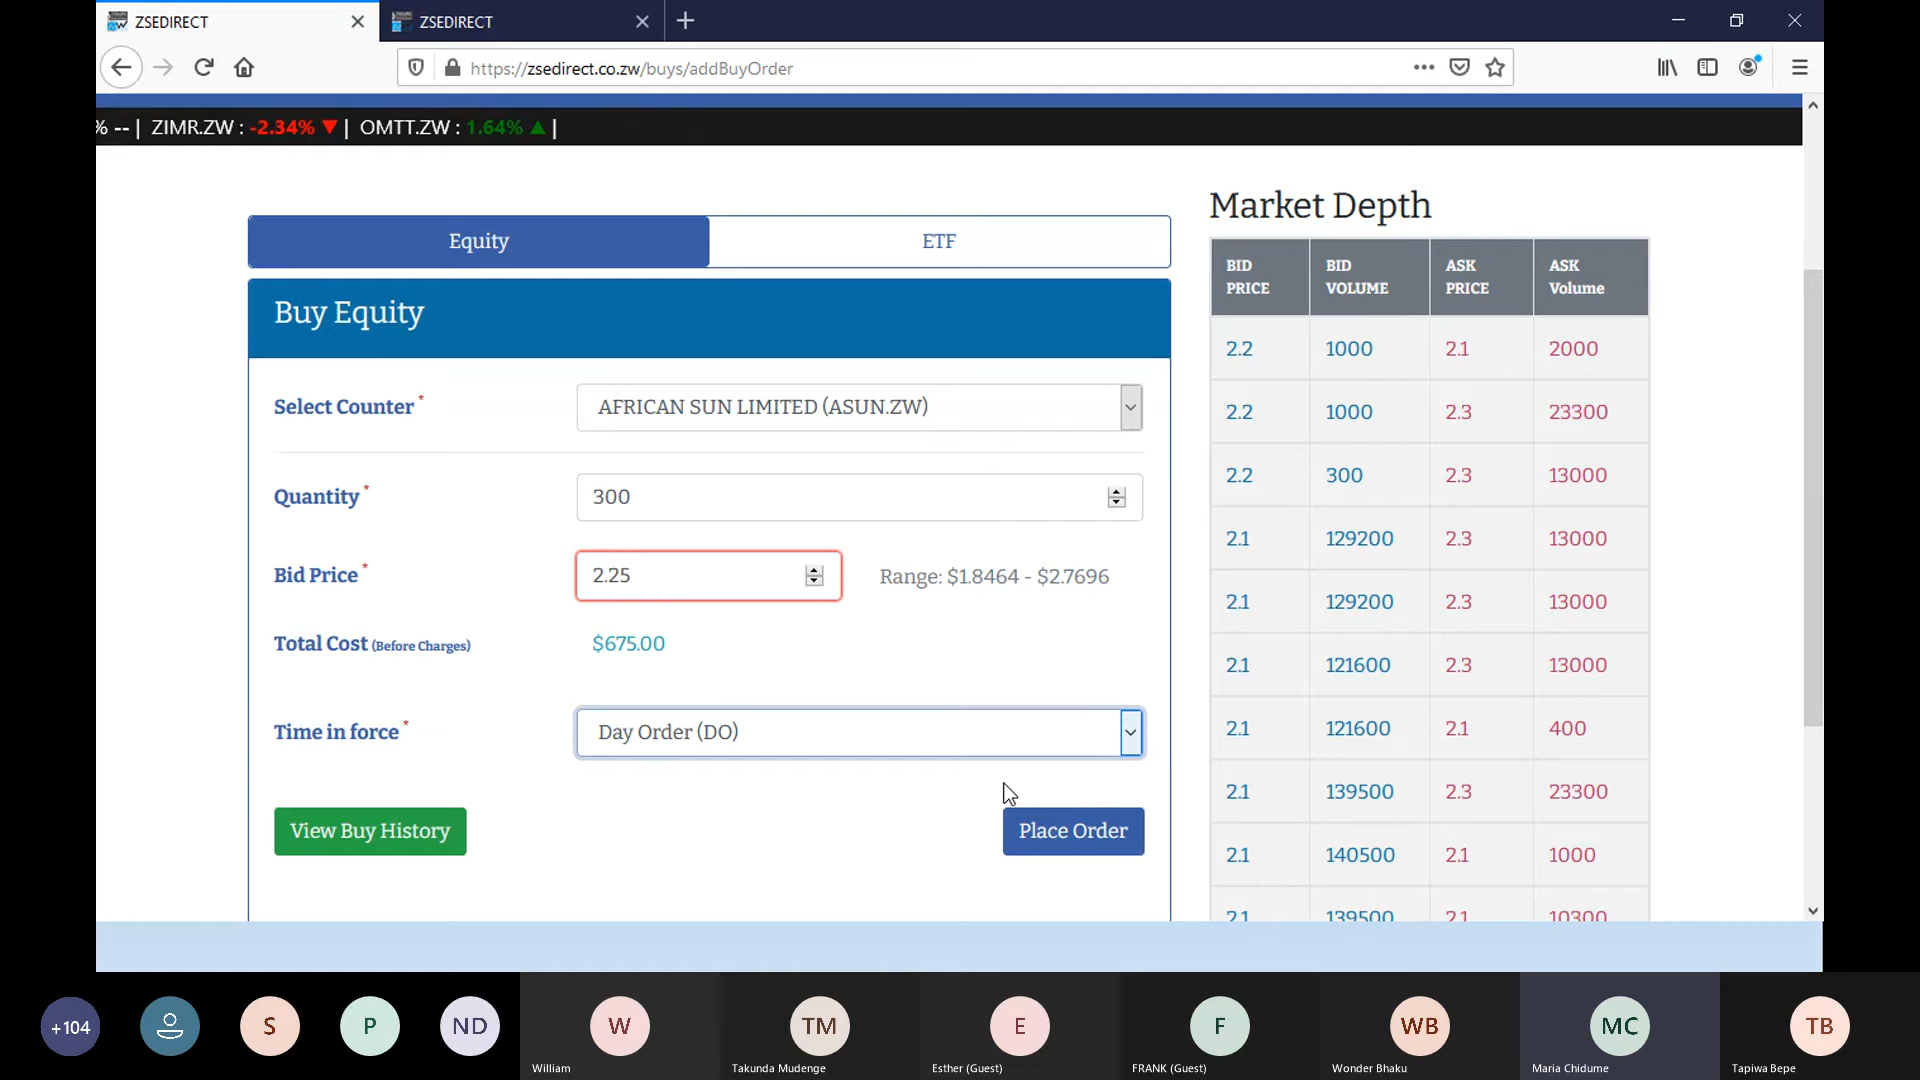 ZSEDIRECT
ZSEDIRECT
https://zsedirect.co.zw/buys/addBuyOrder
% -- | ZIMR.ZW : -2.34% ▼ | OMTT.ZW : 1.64% ▲ |
Equity
ETF
Buy Equity
Select Counter *
AFRICAN SUN LIMITED (ASUN.ZW)
Quantity *
300
Bid Price *
2.25
Range: $1.8464 - $2.7696
Total Cost (Before Charges)
$675.00
Time in force *
Day Order (DO)
View Buy History
Place Order
Market Depth
BID PRICE BID VOLUME ASK PRICE ASK Volume
2.2 1000 2.1 2000
2.2 1000 2.3 23300
2.2 300 2.3 13000
2.1 129200 2.3 13000
2.1 129200 2.3 13000
2.1 121600 2.3 13000
2.1 121600 2.1 400
2.1 139500 2.3 23300
2.1 140500 2.1 1000
2.1 139500 2.1 10300
+104
S
P
ND
W
William
TM
Takunda Mudenge
E
Esther (Guest)
F
FRANK (Guest)
WB
Wonder Bhaku
MC
Maria Chidume
TB
Tapiwa Bepe